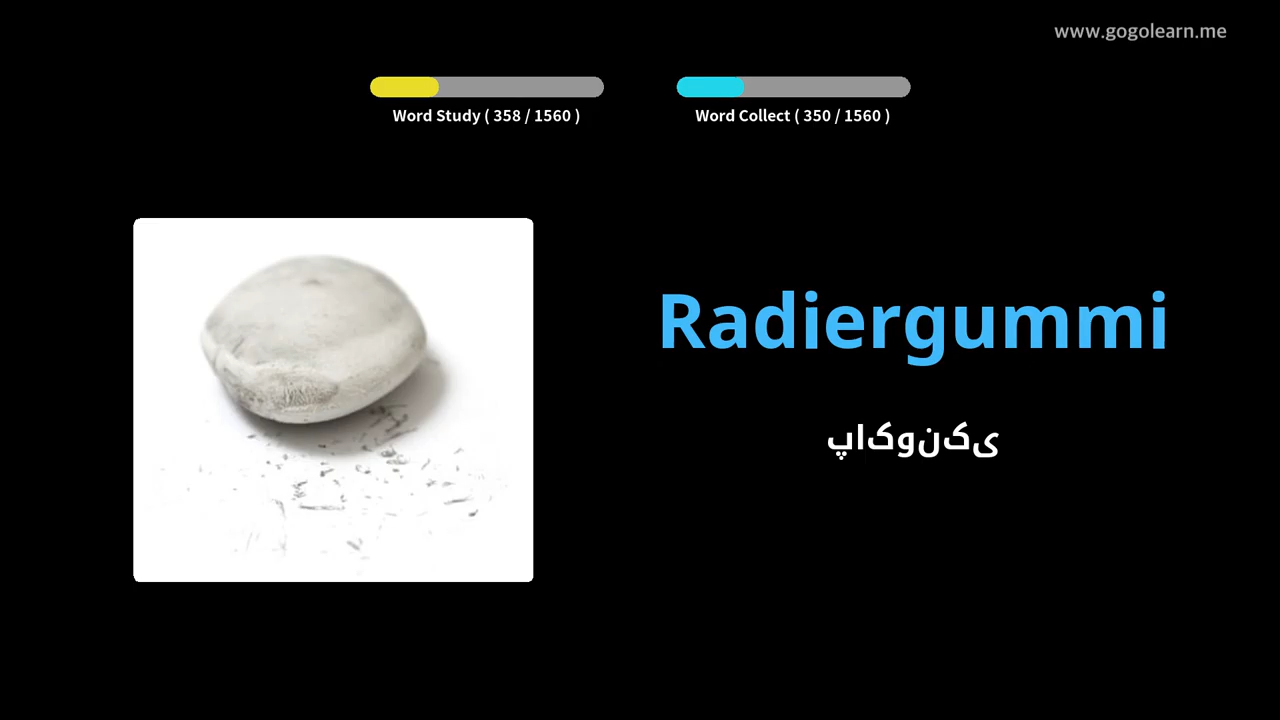 www.gogolearn.me
Word Study ( 358 / 1560 )
Word Collect ( 350 / 1560 )
Radiergummi
پاکونکی